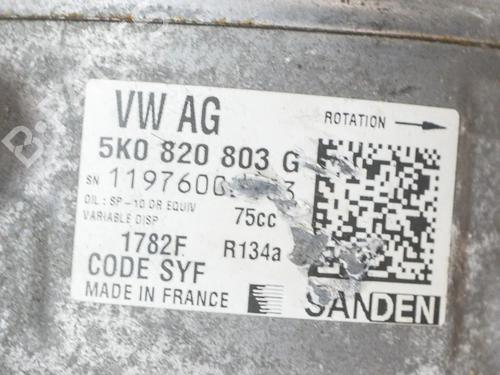 VW AG
ROTATION
5K0 820 803 G
SN
OIL : SP-10 OR EQUIV
VARIABLE DISP
75cc
1782F
R134a
CODE SYF
MADE IN FRANCE
SANDEN